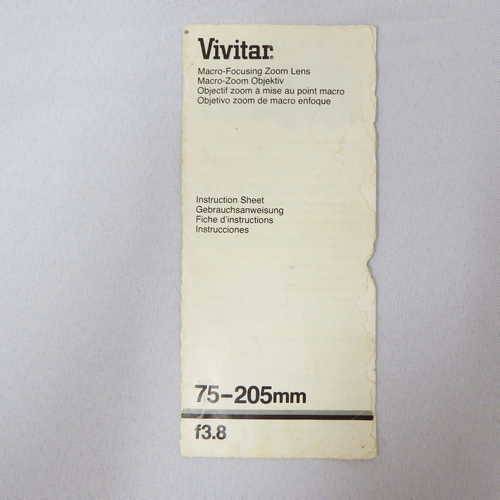 Vivitar®
Macro-Focusing Zoom Lens
Macro-Zoom Objektiv
Objectif zoom à mise au point macro
Objetivo zoom de macro enfoque
Instruction Sheet
Gebrauchsanweisung
Fiche d'instructions
Instrucciones
75–205mm
f3.8